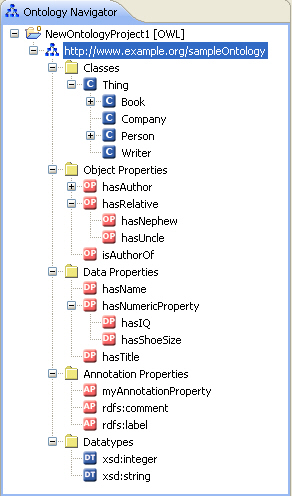 Ontology Navigator
NewOntologyProject1 [OWL]
http://www.example.org/sampleOntology
Classes
C Thing
C Book
C Company
C Person
C Writer
Object Properties
OP hasAuthor
OP hasRelative
OP hasNephew
OP hasUncle
OP isAuthorOf
Data Properties
DP hasName
DP hasNumericProperty
DP hasIQ
DP hasShoeSize
DP hasTitle
Annotation Properties
AP myAnnotationProperty
AP rdfs:comment
AP rdfs:label
Datatypes
DT xsd:integer
DT xsd:string